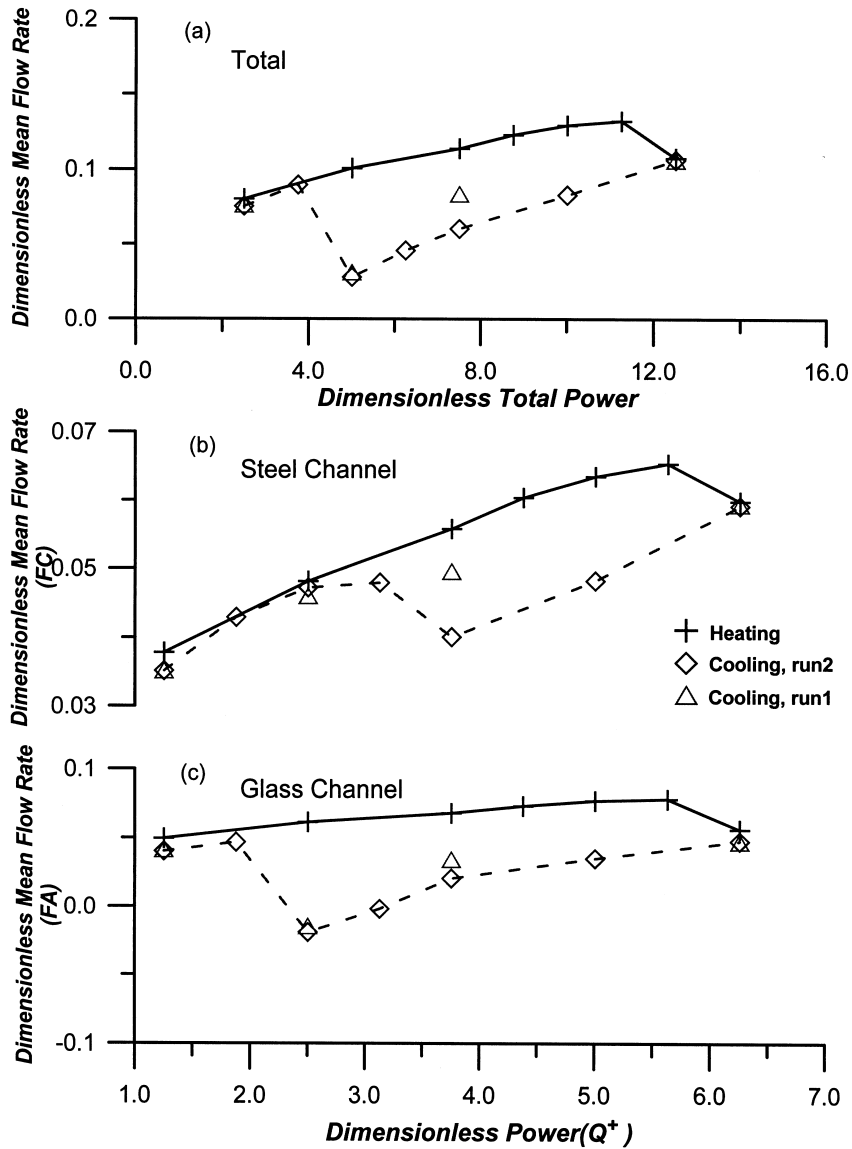 Dimensionless Mean Flow Rate
0.2
0.1
0.0
(a)
Total
0.0 4.0 8.0 12.0 16.0
Dimensionless Total Power
Dimensionless Mean Flow Rate
(FC)
0.07
0.05
0.03
(b)
Steel Channel
Heating
Cooling, run2
Cooling, run1
Dimensionless Mean Flow Rate
(FA)
0.1
0.0
-0.1
(c)
Glass Channel
1.0 2.0 3.0 4.0 5.0 6.0 7.0
Dimensionless Power(Q⁺ )